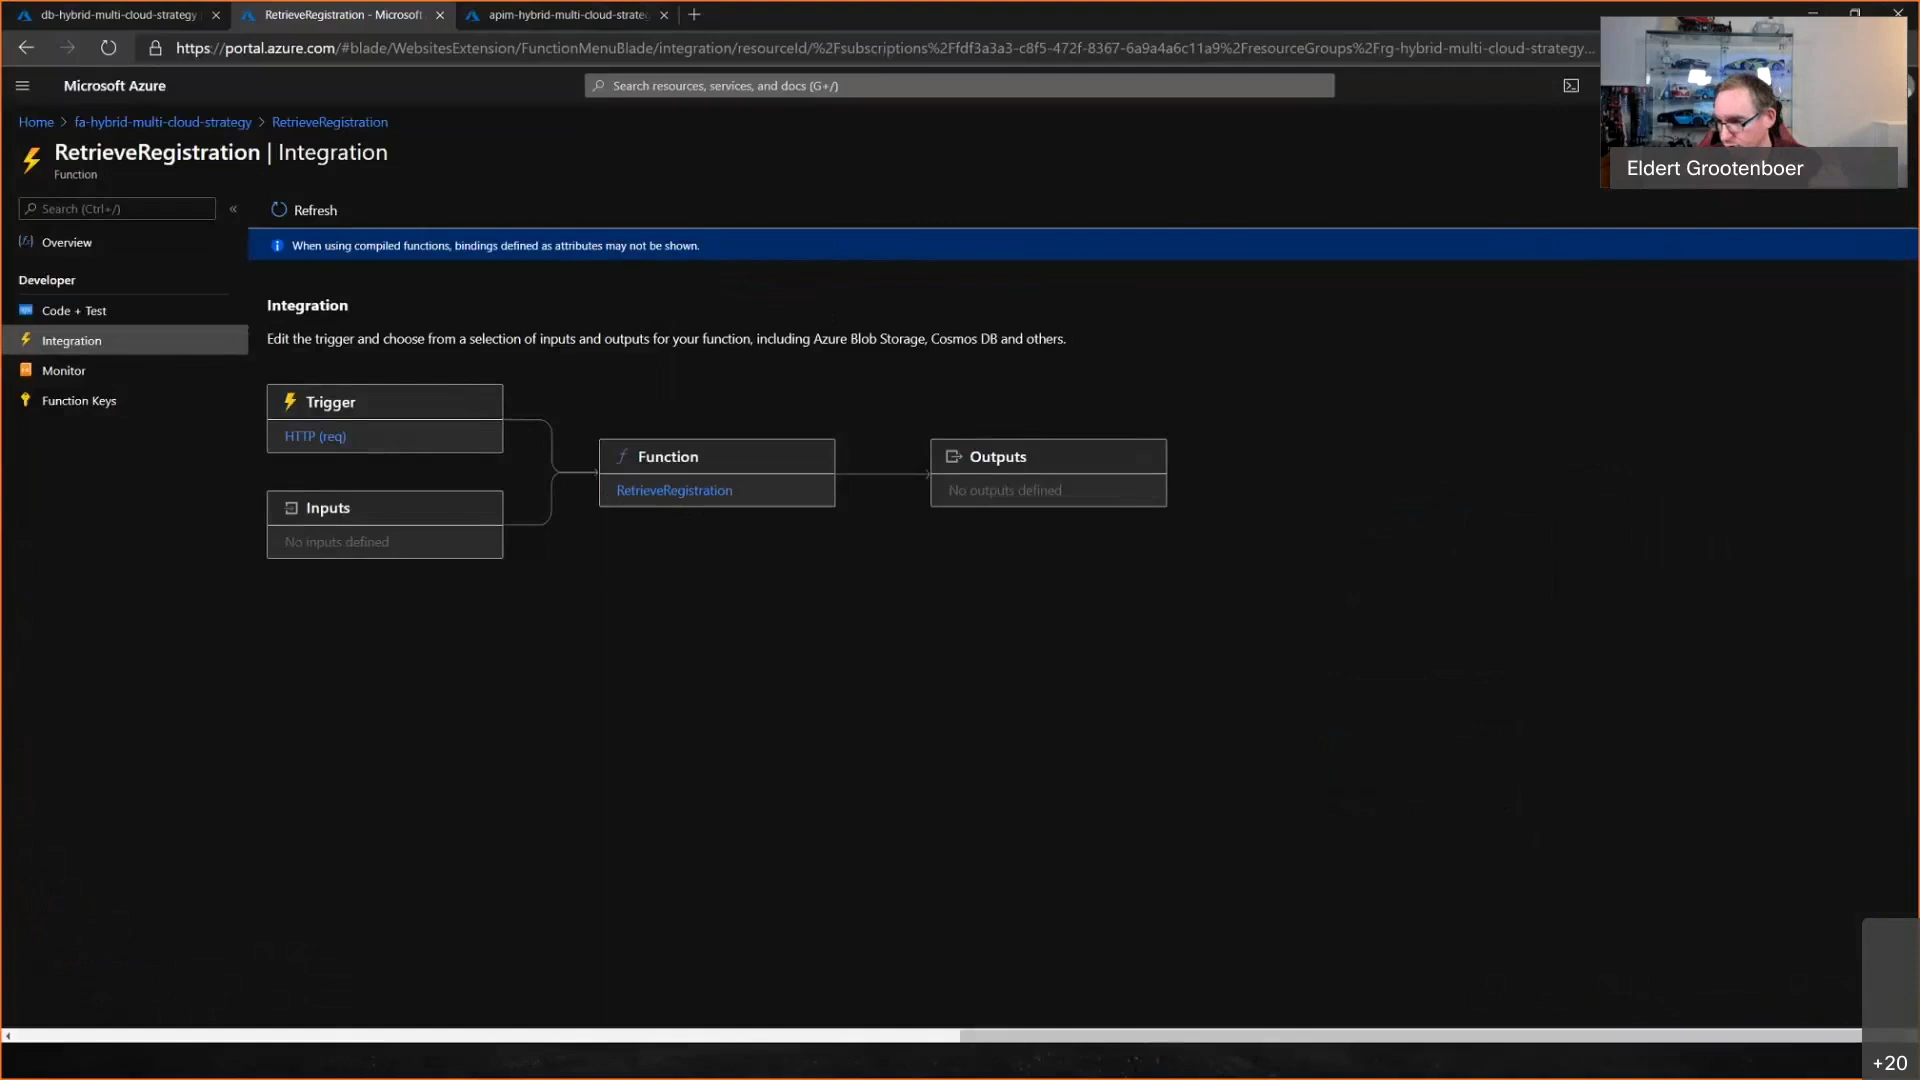 db-hybrid-multi-cloud-strategy
RetrieveRegistration - Microsoft
apim-hybrid-multi-cloud-strate
https://portal.azure.com/#blade/WebsitesExtension/FunctionMenuBlade/integration/resourceId/%2Fsubscriptions%2Ffdf3a3a3-c8f5-472f-8367-6a9a4a6c11a9%2FresourceGroups%2Frg-hybrid-multi-cloud-strategy...
Microsoft Azure
Search resources, services, and docs (G+/)
Home > fa-hybrid-multi-cloud-strategy > RetrieveRegistration
RetrieveRegistration | Integration
Function
Eldert Grootenboer
Search (Ctrl+/)
«
Refresh
Overview
When using compiled functions, bindings defined as attributes may not be shown.
Developer
Code + Test
Integration
Monitor
Function Keys
Integration
Edit the trigger and choose from a selection of inputs and outputs for your function, including Azure Blob Storage, Cosmos DB and others.
Trigger
HTTP (req)
Inputs
No inputs defined
Function
RetrieveRegistration
Outputs
No outputs defined
+20